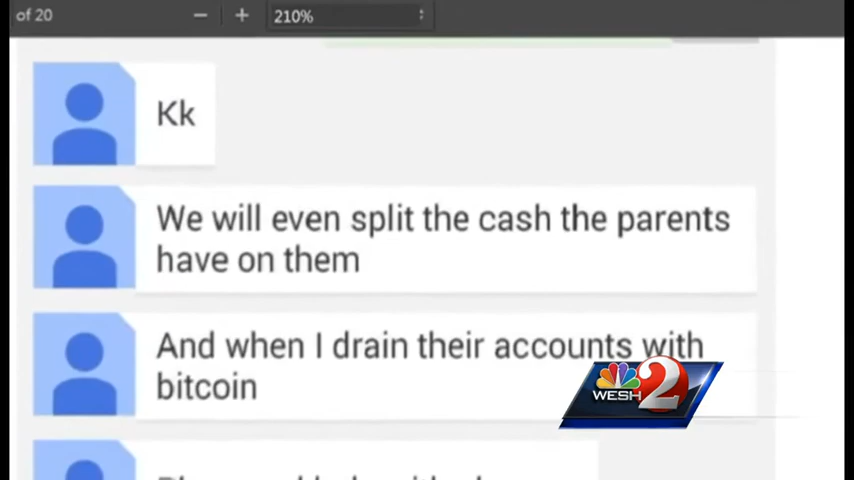 of 20
210%
Kk
We will even split the cash the parents
have on them
And when I drain their accounts with
bitcoin
WESH 2